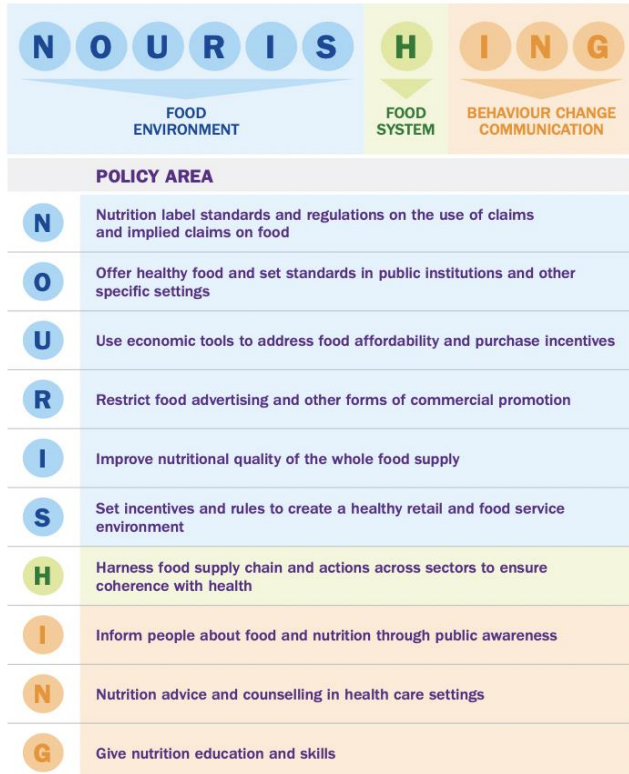 N O U R I S H I N G
FOOD
ENVIRONMENT
FOOD
SYSTEM
BEHAVIOUR CHANGE
COMMUNICATION
POLICY AREA
N
Nutrition label standards and regulations on the use of claims
and implied claims on food
O
Offer healthy food and set standards in public institutions and other
specific settings
U
Use economic tools to address food affordability and purchase incentives
R
Restrict food advertising and other forms of commercial promotion
I
Improve nutritional quality of the whole food supply
S
Set incentives and rules to create a healthy retail and food service
environment
H
Harness food supply chain and actions across sectors to ensure
coherence with health
I
Inform people about food and nutrition through public awareness
N
Nutrition advice and counselling in health care settings
G
Give nutrition education and skills